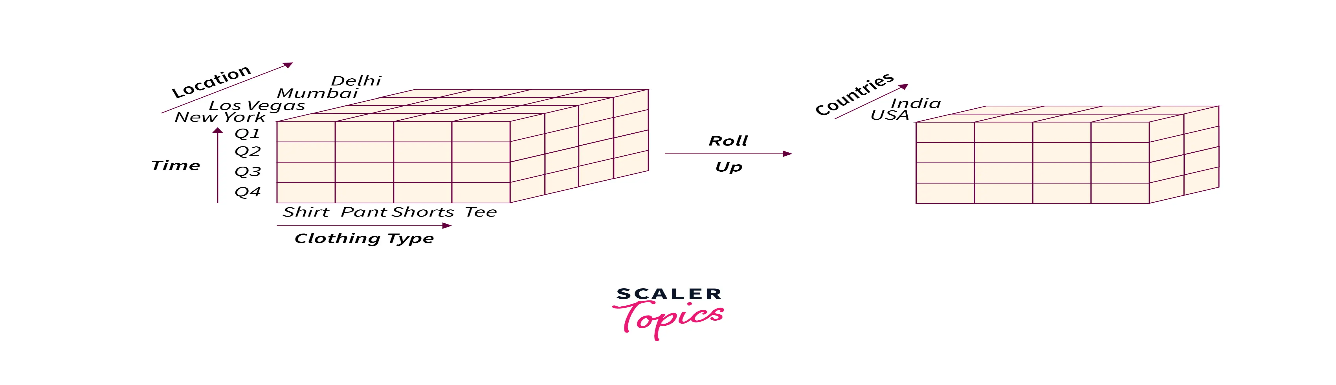 Location
Delhi
Mumbai
Los Vegas
New York
Time
Q1
Q2
Q3
Q4
Shirt Pant Shorts Tee
Clothing Type
Roll
Up
Countries
India
USA
SCALER
Topics